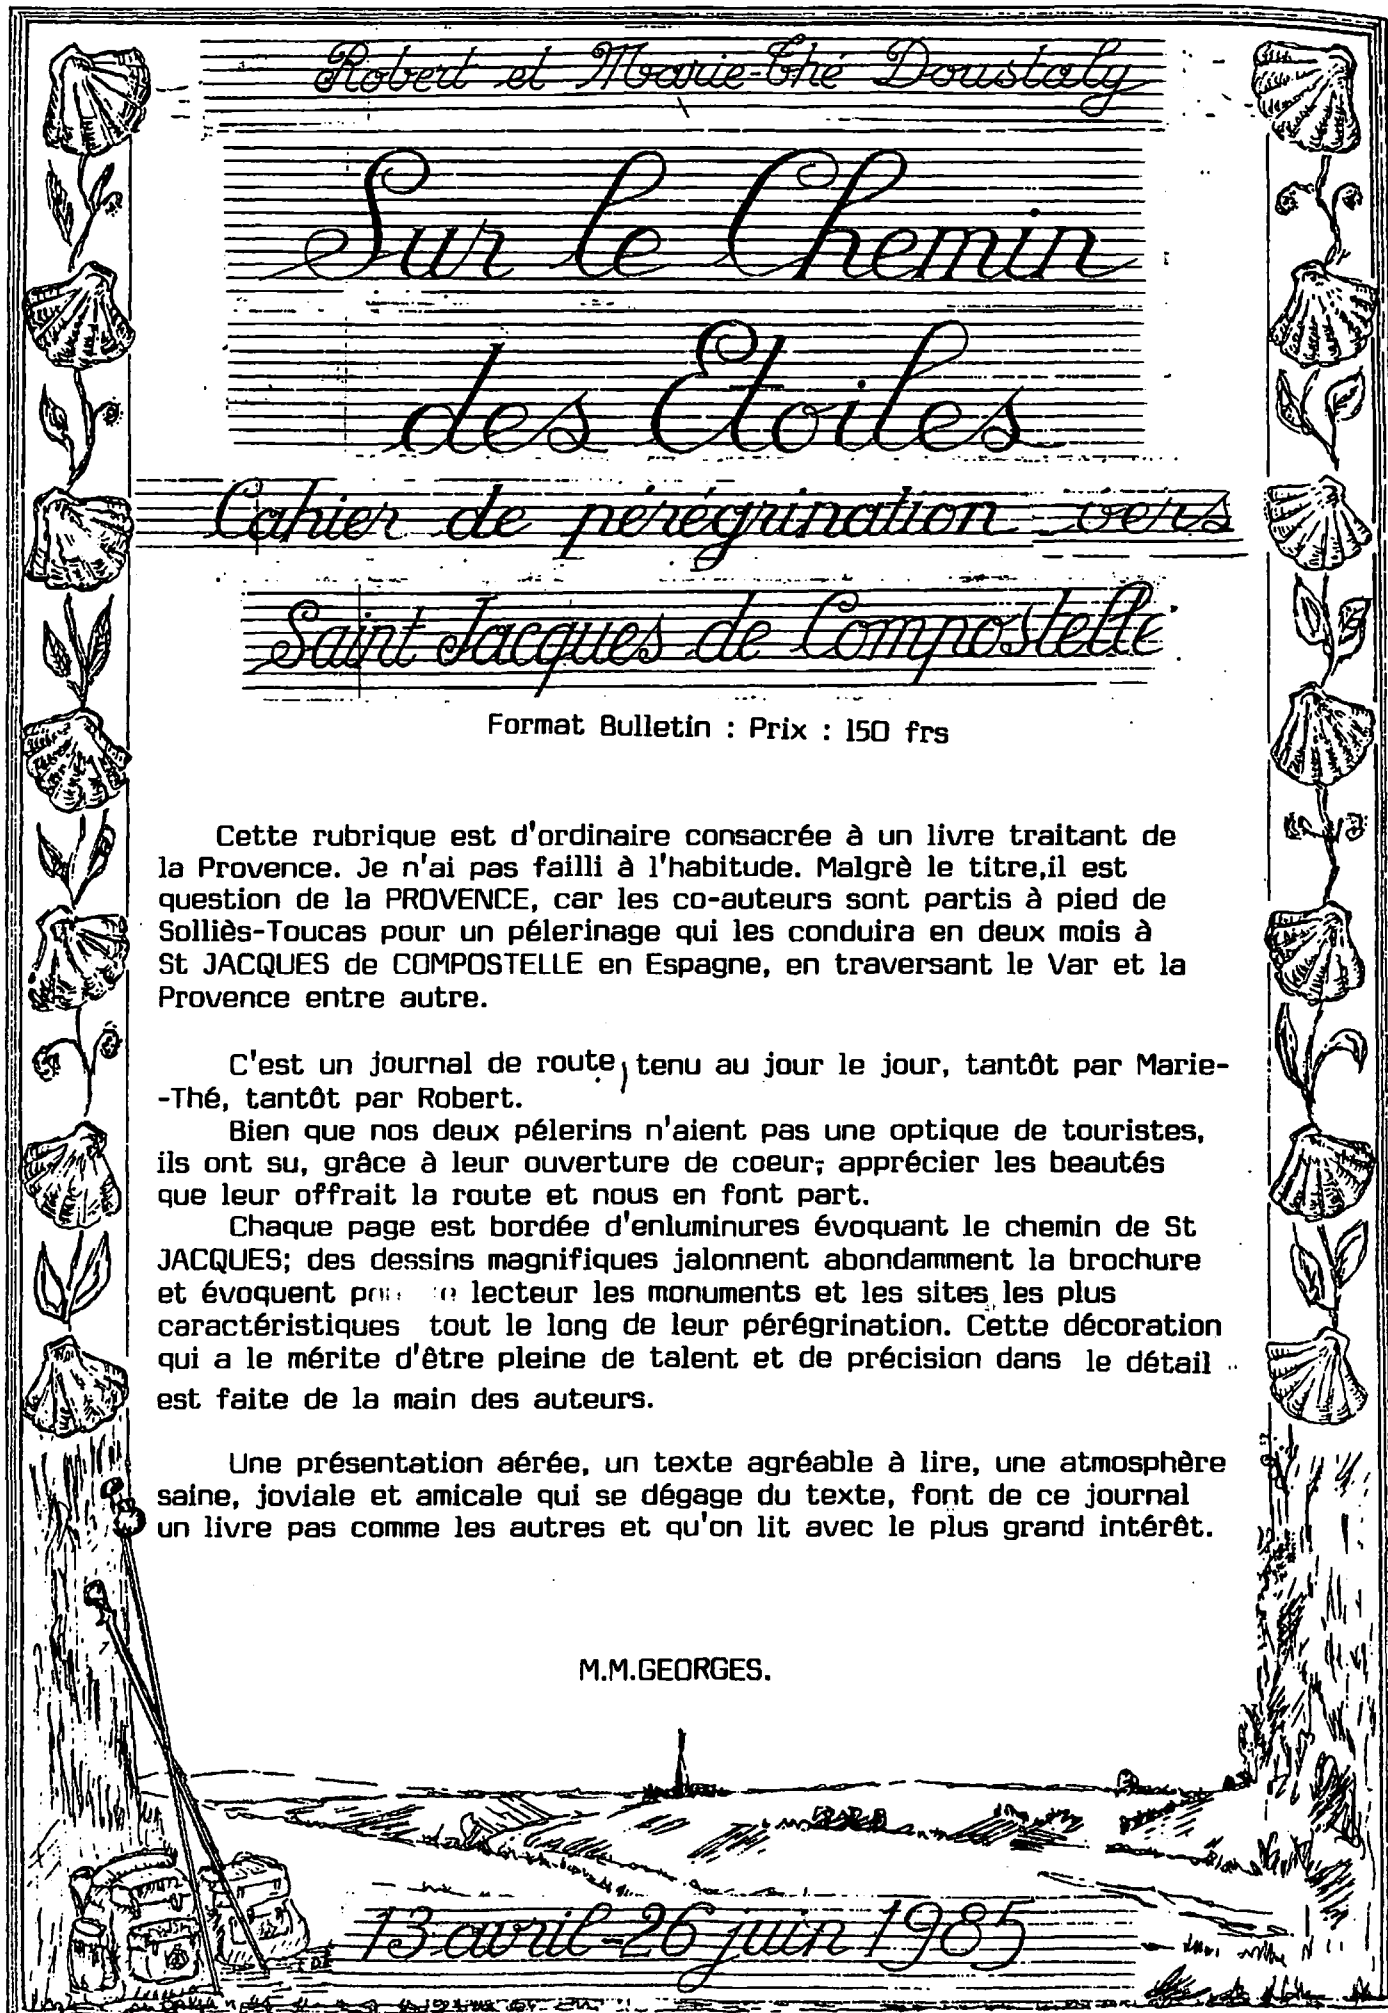 Robert et Marie-Thé Doustaly
Sur le Chemin
des Etoiles
Cahier de pérégrination vers
Saint Jacques de Compostelle
Format Bulletin : Prix : 150 frs
Cette rubrique est d'ordinaire consacrée à un livre traitant de
la Provence. Je n'ai pas failli à l'habitude. Malgrè le titre,il est
question de la PROVENCE, car les co-auteurs sont partis à pied de
Solliès-Toucas pour un pélerinage qui les conduira en deux mois à
St JACQUES de COMPOSTELLE en Espagne, en traversant le Var et la
Provence entre autre.
C'est un journal de route, tenu au jour le jour, tantôt par Marie-
-Thé, tantôt par Robert.
Bien que nos deux pélerins n'aient pas une optique de touristes,
ils ont su, grâce à leur ouverture de coeur, apprécier les beautés
que leur offrait la route et nous en font part.
Chaque page est bordée d'enluminures évoquant le chemin de St
JACQUES; des dessins magnifiques jalonnent abondamment la brochure
et évoquent lecteur les monuments et les sites les plus
caractéristiques tout le long de leur pérégrination. Cette décoration
qui a le mérite d'être pleine de talent et de précision dans le détail
est faite de la main des auteurs.
Une présentation aérée, un texte agréable à lire, une atmosphère
saine, joviale et amicale qui se dégage du texte, font de ce journal
un livre pas comme les autres et qu'on lit avec le plus grand intérêt.
M.M.GEORGES.
13 avril-26 juin 1985